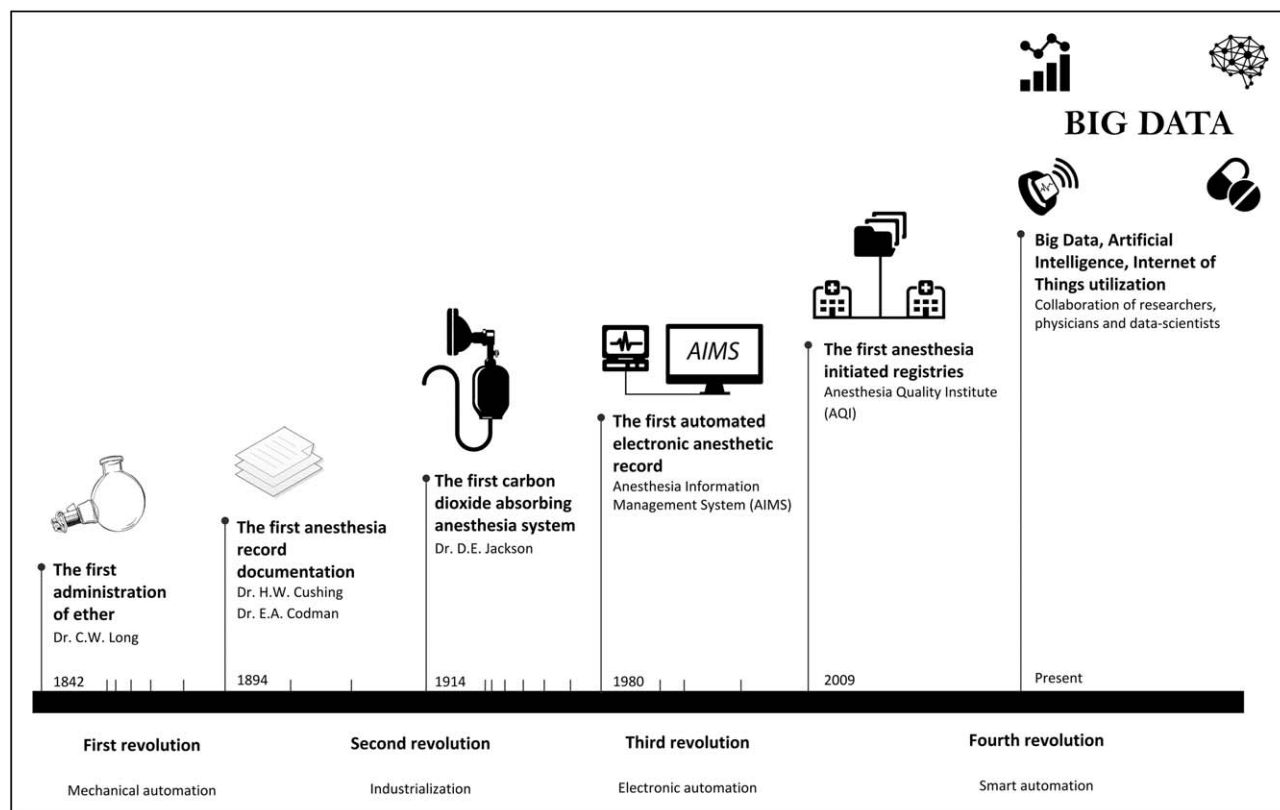 BIG DATA
Big Data, Artificial
Intelligence, Internet of
Things utilization
Collaboration of researchers,
physicians and data-scientists
The first anesthesia
initiated registries
Anesthesia Quality Institute
(AQI)
AIMS
The first automated
electronic anesthetic
record
Anesthesia Information
Management System (AIMS)
The first carbon
dioxide absorbing
anesthesia system
Dr. D.E. Jackson
The first anesthesia
record
documentation
Dr. H.W. Cushing
Dr. E.A. Codman
The first
administration
of ether
Dr. C.W. Long
1842
1894
1914
1980
2009
Present
First revolution
Second revolution
Third revolution
Fourth revolution
Mechanical automation
Industrialization
Electronic automation
Smart automation